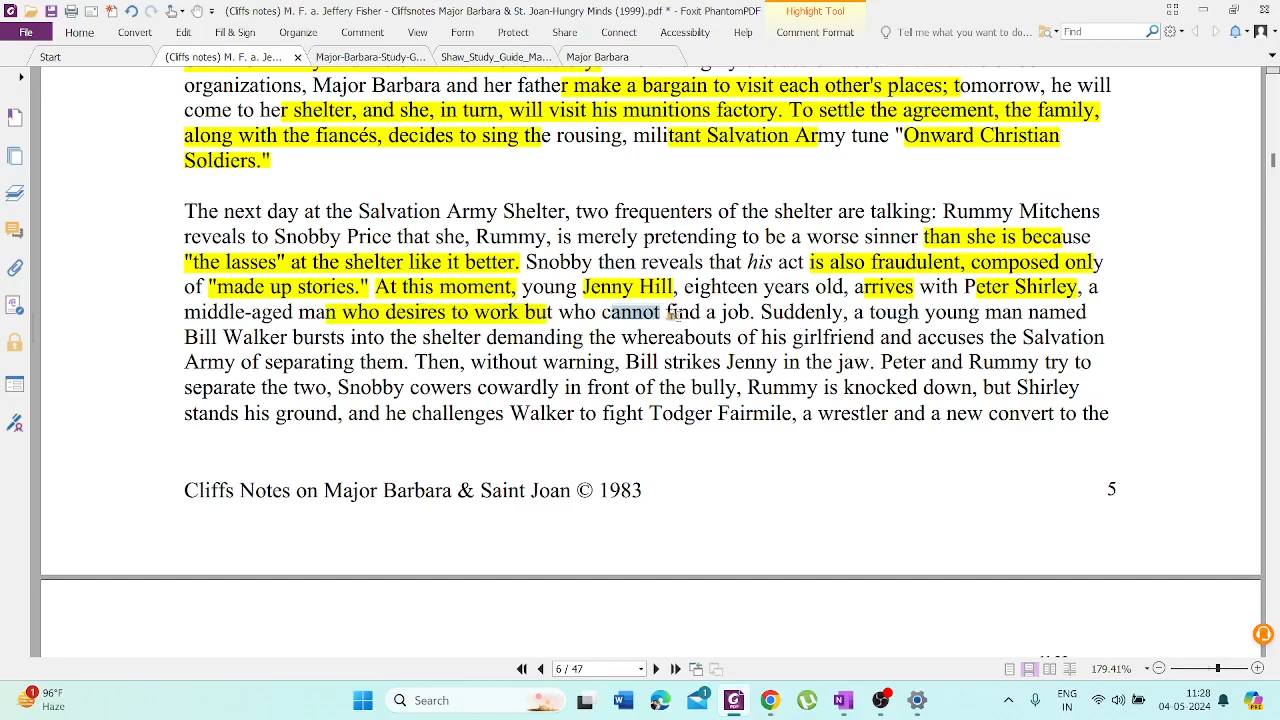 (Cliffs notes) M. F. a. Jeffery Fisher - Cliffsnotes Major Barbara & St. Joan-Hungry Minds (1999).pdf * - Foxit PhantomPDF
Highlight Tool
File Home Convert Edit Fill & Sign Organize Comment View Form Protect Share Connect Accessibility Help Comment Format
Tell me what you want to do..
Find
Start (Cliffs notes) M. F. a. Je... Major-Barbara-Study-G... Shaw_Study_Guide_Ma... Major Barbara
organizations, Major Barbara and her father make a bargain to visit each other's places; tomorrow, he will
come to her shelter, and she, in turn, will visit his munitions factory. To settle the agreement, the family,
along with the fiancés, decides to sing the rousing, militant Salvation Army tune "Onward Christian
Soldiers."
The next day at the Salvation Army Shelter, two frequenters of the shelter are talking: Rummy Mitchens
reveals to Snobby Price that she, Rummy, is merely pretending to be a worse sinner than she is because
"the lasses" at the shelter like it better. Snobby then reveals that his act is also fraudulent, composed only
of "made up stories." At this moment, young Jenny Hill, eighteen years old, arrives with Peter Shirley, a
middle-aged man who desires to work but who cannot find a job. Suddenly, a tough young man named
Bill Walker bursts into the shelter demanding the whereabouts of his girlfriend and accuses the Salvation
Army of separating them. Then, without warning, Bill strikes Jenny in the jaw. Peter and Rummy try to
separate the two, Snobby cowers cowardly in front of the bully, Rummy is knocked down, but Shirley
stands his ground, and he challenges Walker to fight Todger Fairmile, a wrestler and a new convert to the
Cliffs Notes on Major Barbara & Saint Joan © 1983
5
6 / 47
179.41%
1
96°F
Haze
Search
ENG
IN
11:28
04-05-2024